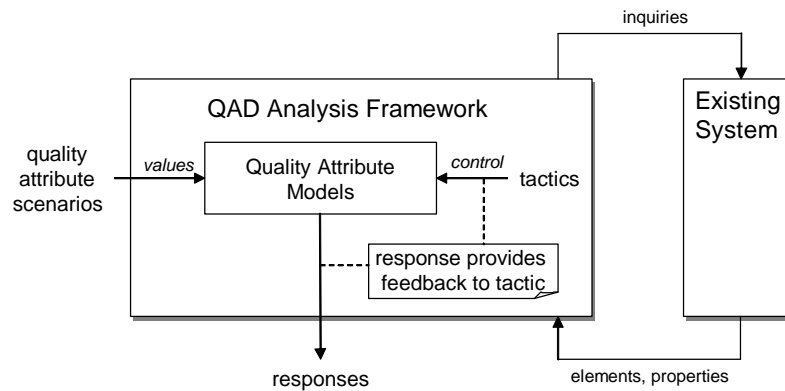 inquiries
QAD Analysis Framework
Existing
System
quality
attribute
scenarios
values
Quality Attribute
Models
control
tactics
response provides
feedback to tactic
responses
elements, properties